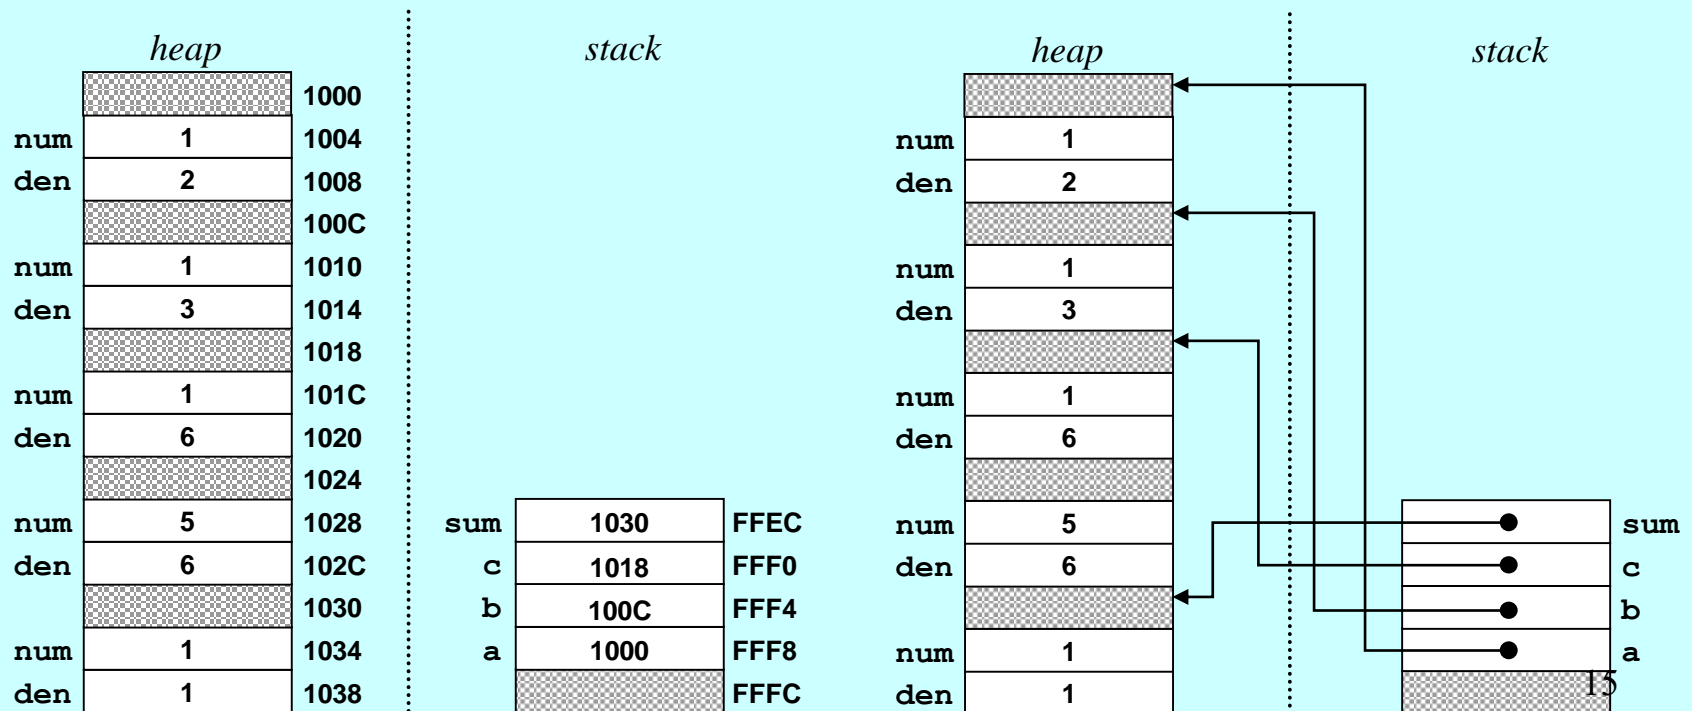 heap stack heap stack
1000
num 1 1004 num 1
den 2 1008 den 2
100C
num 1 1010 num 1
den 3 1014 den 3
1018
num 1 101C num 1
den 6 1020 den 6
1024
num 5 1028 sum 1030 FFEC num 5 sum
den 6 102C c 1018 FFF0 den 6 c
1030 b 100C FFF4 b
num 1 1034 a 1000 FFF8 num 1 a
den 1 1038 FFFC den 1 15